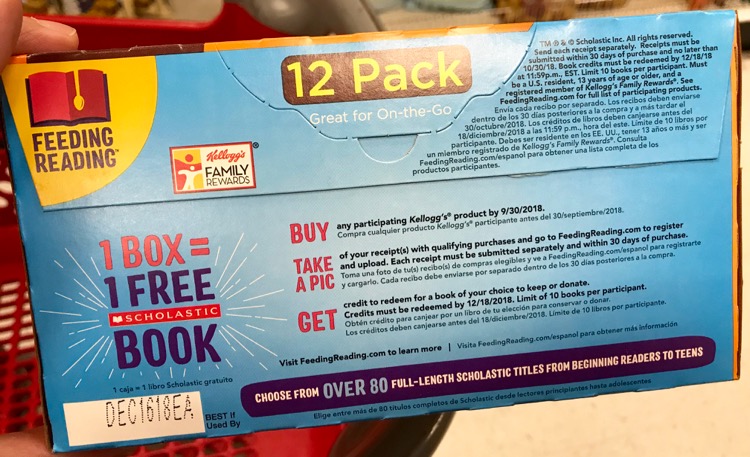 12 Pack
Great for On-the-Go
TM ® & © Scholastic Inc. All rights reserved.
Send each receipt separately. Receipts must be
submitted within 30 days of purchase and no later than
10/30/18. Book credits must be redeemed by 12/18/18
at 11:59p.m., EST. Limit 10 books per participant. Must
be a U.S. resident, 13 years of age or older, and a
registered member of Kellogg's Family Rewards®. See
FeedingReading.com for full list of participating products.
Envía cada recibo por separado. Los recibos deben enviarse
dentro de los 30 días posteriores a la compra y a más tardar el
30/octubre/2018. Los créditos de libros deben canjearse antes del
18/diciembre/2018 a las 11:59 p.m., hora del este. Límite de 10 libros por
participante. Debes ser residente en los EE. UU., tener 13 años o más y ser
un miembro registrado de Kellogg's Family Rewards®. Consulta
FeedingReading.com/espanol para obtener una lista completa de los
productos participantes.
FEEDING
READING™
Kellogg's®
FAMILY
REWARDS
1 BOX =
1 FREE
SCHOLASTIC
BOOK
1 caja = 1 libro Scholastic gratuito
BUY any participating Kellogg's® product by 9/30/2018.
Compra cualquier producto Kellogg's® participante antes del 30/septiembre/2018.
TAKE A PIC of your receipt(s) with qualifying purchases and go to FeedingReading.com to register
and upload. Each receipt must be submitted separately and within 30 days of purchase.
Toma una foto de tu(s) recibo(s) de compras elegibles y ve a FeedingReading.com/espanol para registrarte
y cargarlo. Cada recibo debe enviarse por separado dentro de los 30 días posteriores a la compra.
GET credit to redeem for a book of your choice to keep or donate.
Credits must be redeemed by 12/18/2018. Limit of 10 books per participant.
Obtén crédito para canjear por un libro de tu elección para conservar o donar.
Los créditos deben canjearse antes del 18/diciembre/2018. Límite de 10 libros por participante.
Visit FeedingReading.com to learn more | Visita FeedingReading.com/espanol para obtener más información
CHOOSE FROM OVER 80 FULL-LENGTH SCHOLASTIC TITLES FROM BEGINNING READERS TO TEENS
Elige entre más de 80 títulos completos de Scholastic desde lectores principiantes hasta adolescentes
DEC1618EA
BEST If
Used By